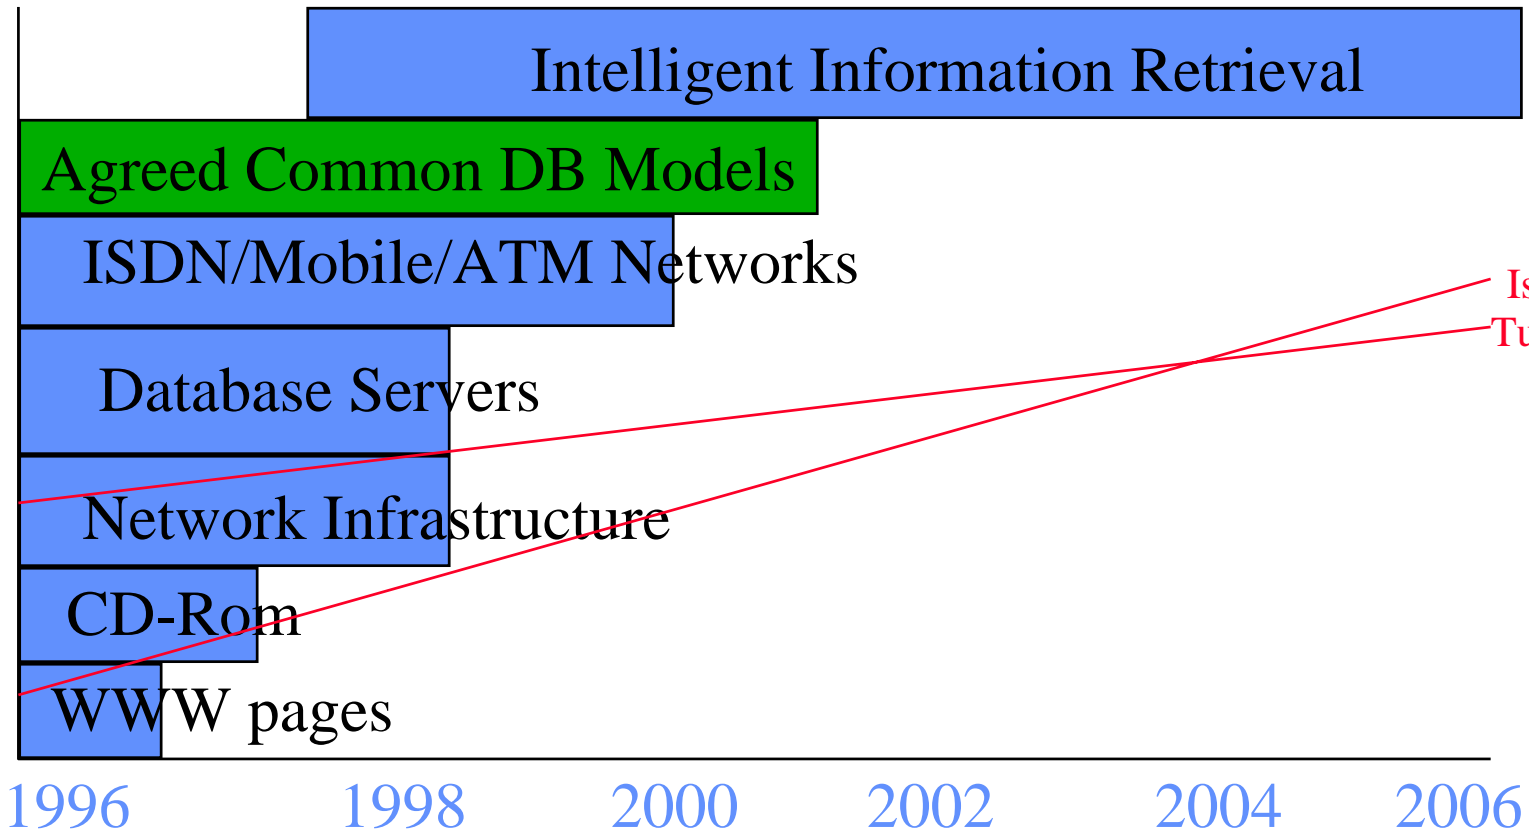 Intelligent Information Retrieval
Agreed Common DB Models
ISDN/Mobile/ATM Networks
Database Servers
Network Infrastructure
CD-Rom
WWW pages
1996 1998 2000 2002 2004 2006